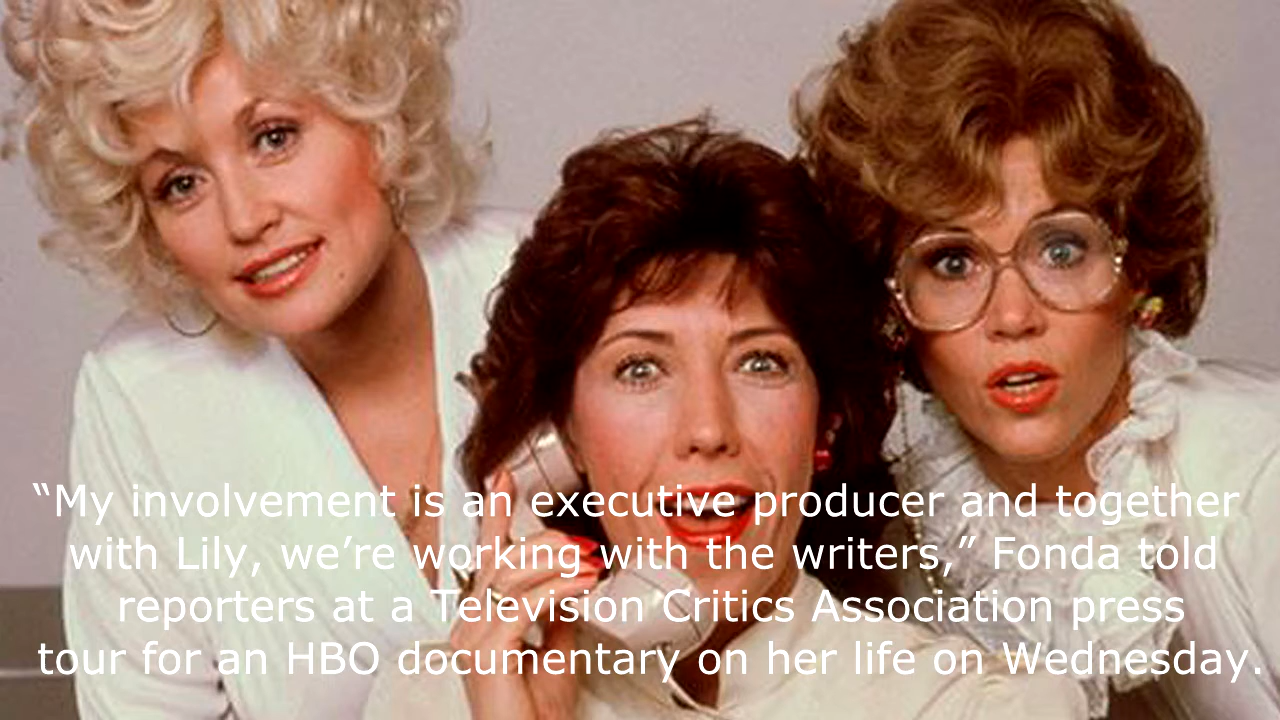 “My involvement is an executive producer and together
with Lily, we’re working with the writers,” Fonda told
reporters at a Television Critics Association press
tour for an HBO documentary on her life on Wednesday.